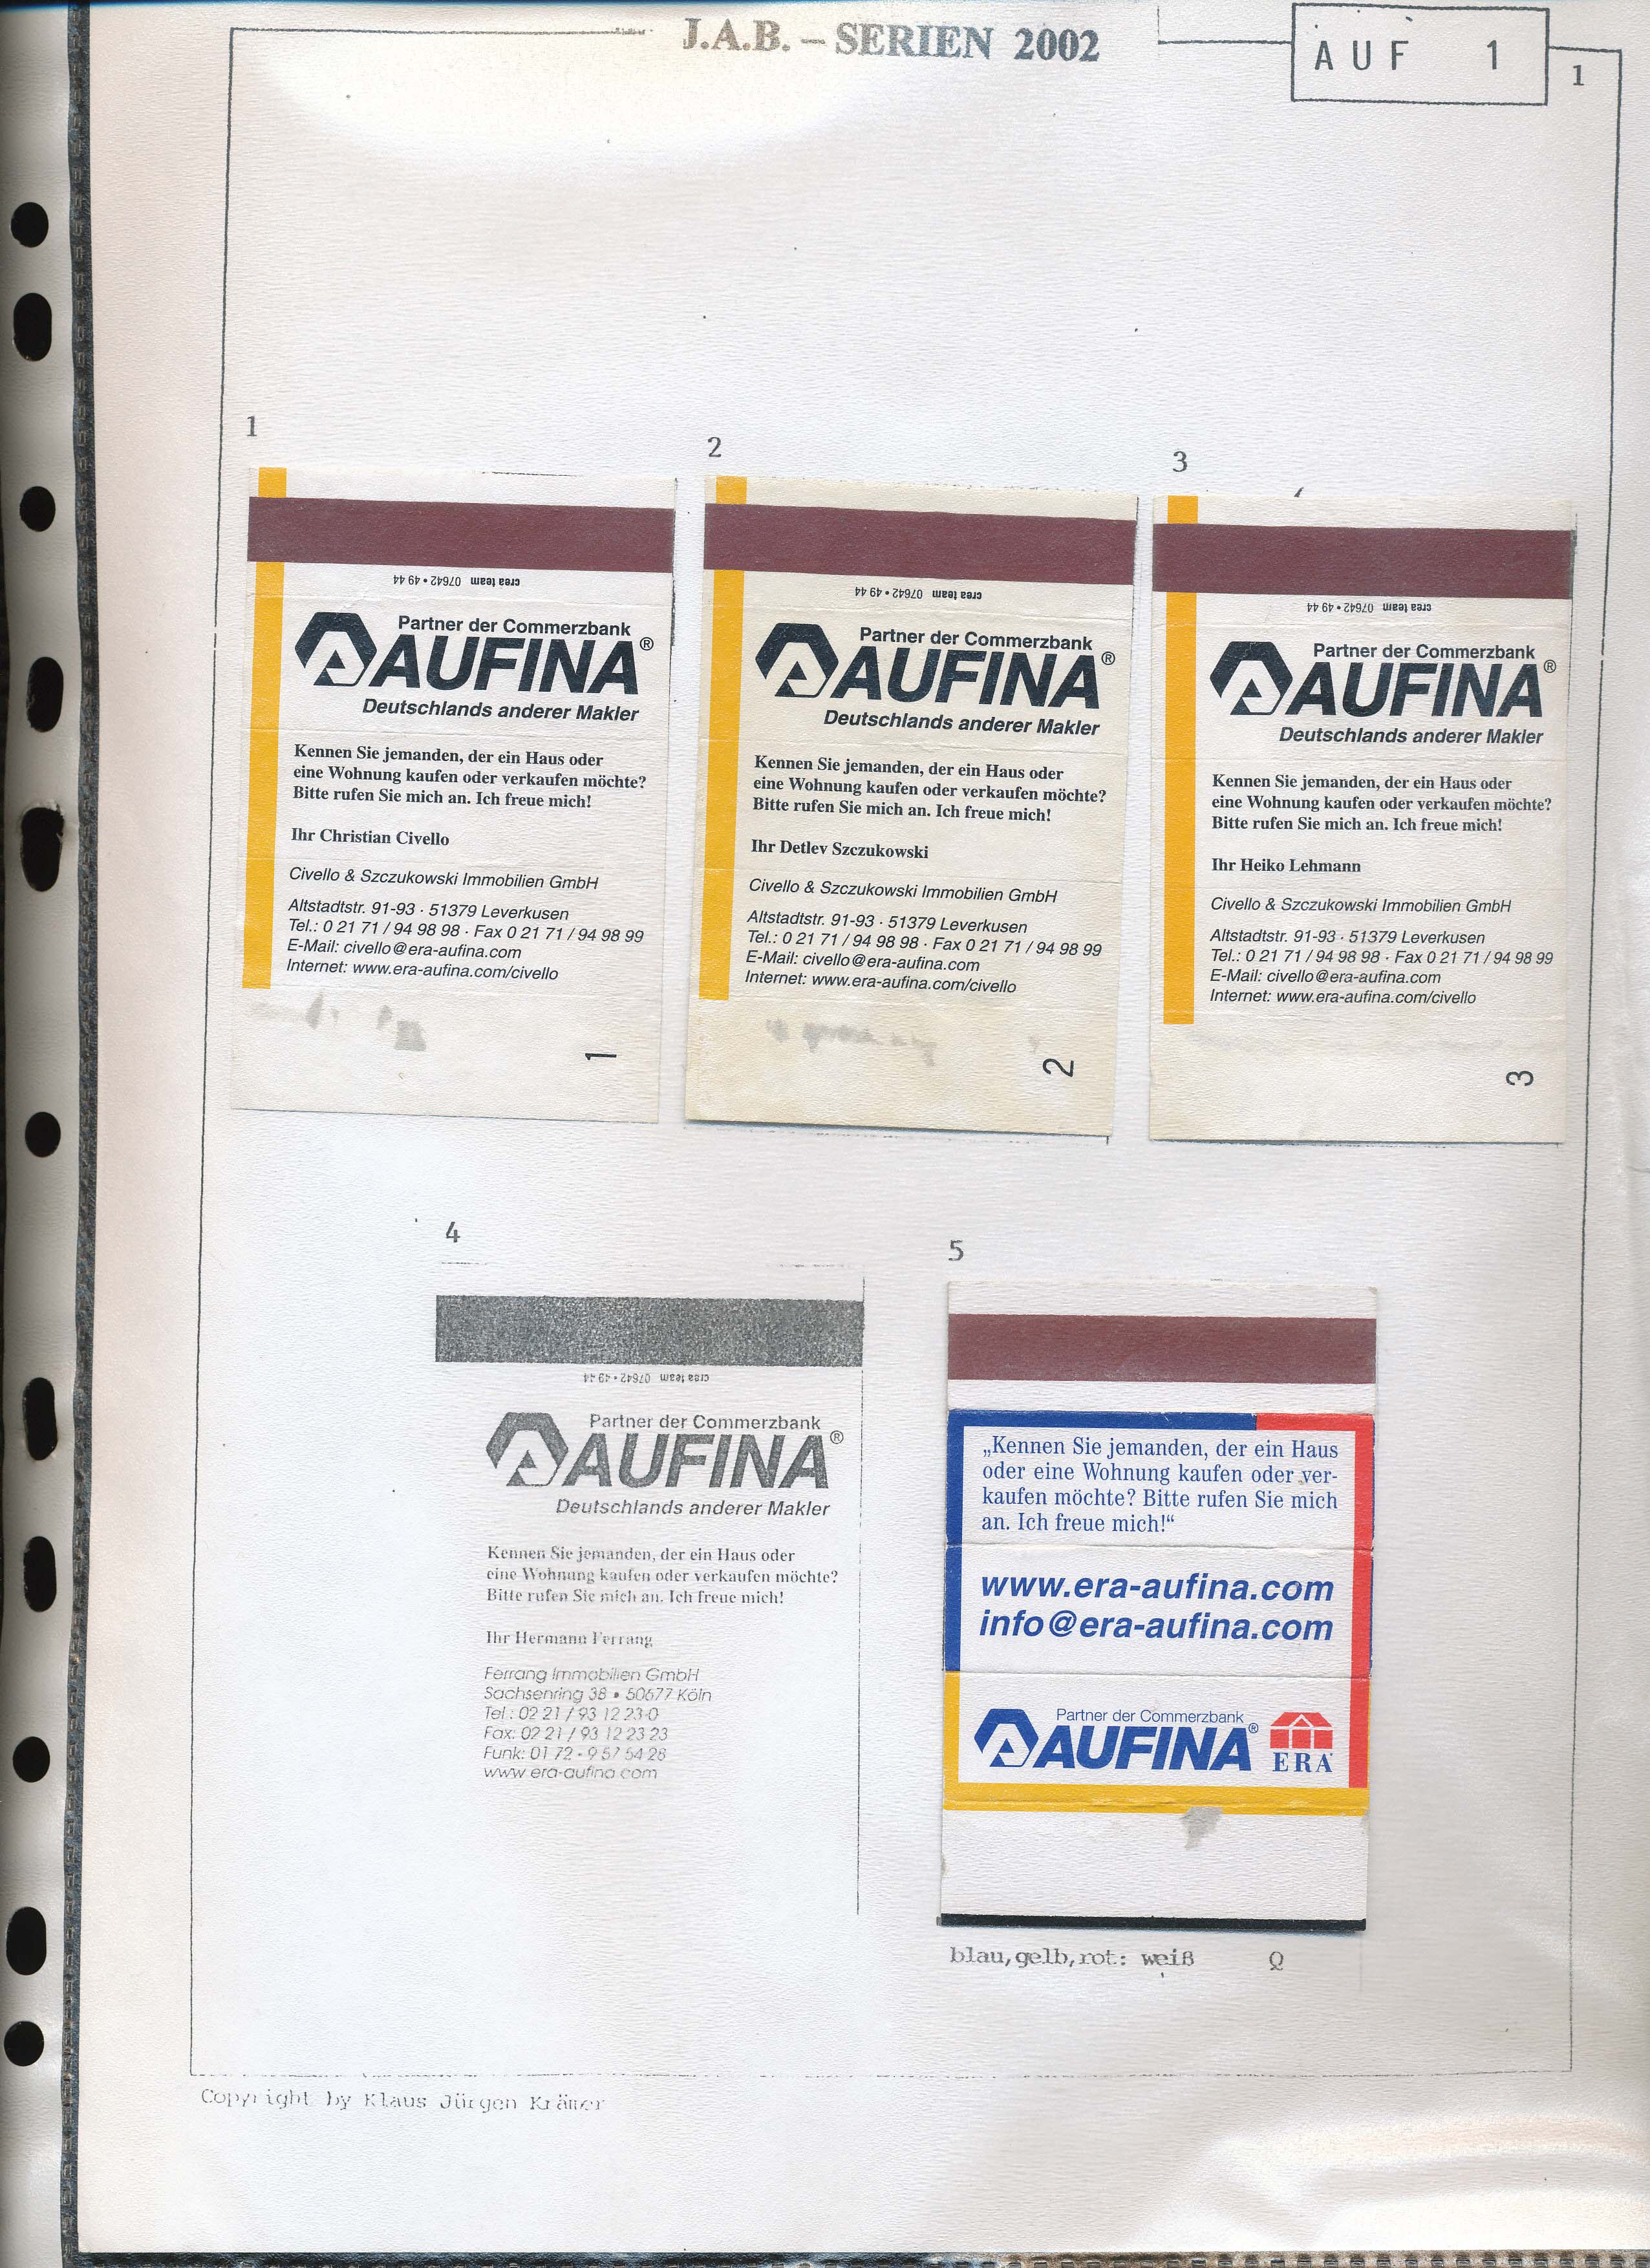 J.A.B. – SERIEN 2002
AUF 1
1
1
crea team 07642 • 49 44
Partner der Commerzbank
AUFINA®
Deutschlands anderer Makler
Kennen Sie jemanden, der ein Haus oder
eine Wohnung kaufen oder verkaufen möchte?
Bitte rufen Sie mich an. Ich freue mich!
Ihr Christian Civello
Civello & Szczukowski Immobilien GmbH
Altstadtstr. 91-93 · 51379 Leverkusen
Tel.: 0 21 71 / 94 98 98 · Fax 0 21 71 / 94 98 99
E-Mail: civello@era-aufina.com
Internet: www.era-aufina.com/civello
1
2
crea team 07642 • 49 44
Partner der Commerzbank
AUFINA®
Deutschlands anderer Makler
Kennen Sie jemanden, der ein Haus oder
eine Wohnung kaufen oder verkaufen möchte?
Bitte rufen Sie mich an. Ich freue mich!
Ihr Detlev Szczukowski
Civello & Szczukowski Immobilien GmbH
Altstadtstr. 91-93 · 51379 Leverkusen
Tel.: 0 21 71 / 94 98 98 · Fax 0 21 71 / 94 98 99
E-Mail: civello@era-aufina.com
Internet: www.era-aufina.com/civello
2
3
crea team 07642 • 49 44
Partner der Commerzbank
AUFINA®
Deutschlands anderer Makler
Kennen Sie jemanden, der ein Haus oder
eine Wohnung kaufen oder verkaufen möchte?
Bitte rufen Sie mich an. Ich freue mich!
Ihr Heiko Lehmann
Civello & Szczukowski Immobilien GmbH
Altstadtstr. 91-93 · 51379 Leverkusen
Tel.: 0 21 71 / 94 98 98 · Fax 0 21 71 / 94 98 99
E-Mail: civello@era-aufina.com
Internet: www.era-aufina.com/civello
3
4
crea team 07642 • 49 44
Partner der Commerzbank
AUFINA®
Deutschlands anderer Makler
Kennen Sie jemanden, der ein Haus oder
eine Wohnung kaufen oder verkaufen möchte?
Bitte rufen Sie mich an. Ich freue mich!
Ihr Hermann Ferrang
Ferrang Immobilien GmbH
Sachsenring 38 • 50677 Köln
Tel.: 02 21 / 93 12 23-0
Fax: 02 21 / 93 12 23 23
Funk: 01 72 - 9 57 54 28
www era-aufina com
5
„Kennen Sie jemanden, der ein Haus
oder eine Wohnung kaufen oder ver-
kaufen möchte? Bitte rufen Sie mich
an. Ich freue mich!“
www.era-aufina.com
info@era-aufina.com
Partner der Commerzbank
AUFINA®
ERA
blau,gelb,rot: weiß Q
Copyright by Klaus Jürgen Krämer